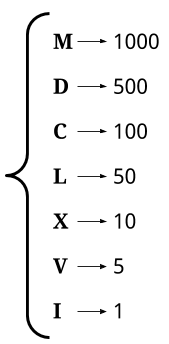 M → 1000
D → 500
C → 100
L → 50
X → 10
V → 5
I → 1